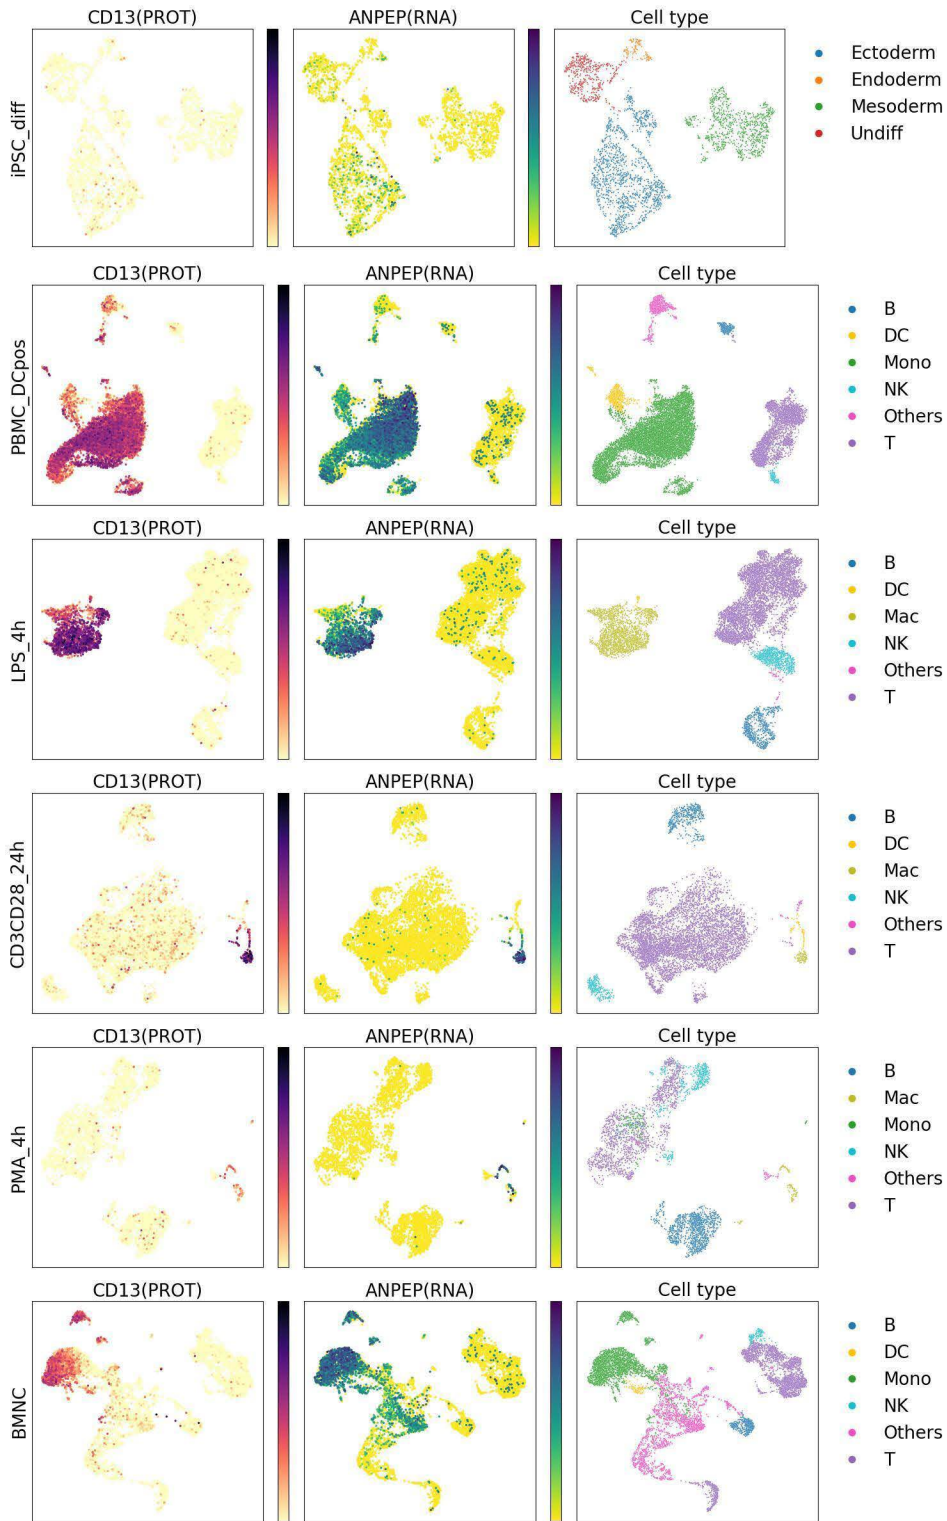 CD13(PROT) ANPEP(RNA) Cell type
iPSC_diff
Ectoderm
Endoderm
Mesoderm
Undiff
CD13(PROT) ANPEP(RNA) Cell type
PBMC_DCpos
B
DC
Mono
NK
Others
T
CD13(PROT) ANPEP(RNA) Cell type
LPS_4h
B
DC
Mac
NK
Others
T
CD13(PROT) ANPEP(RNA) Cell type
CD3CD28_24h
B
DC
Mac
NK
Others
T
CD13(PROT) ANPEP(RNA) Cell type
PMA_4h
B
Mac
Mono
NK
Others
T
CD13(PROT) ANPEP(RNA) Cell type
BMNC
B
DC
Mono
NK
Others
T